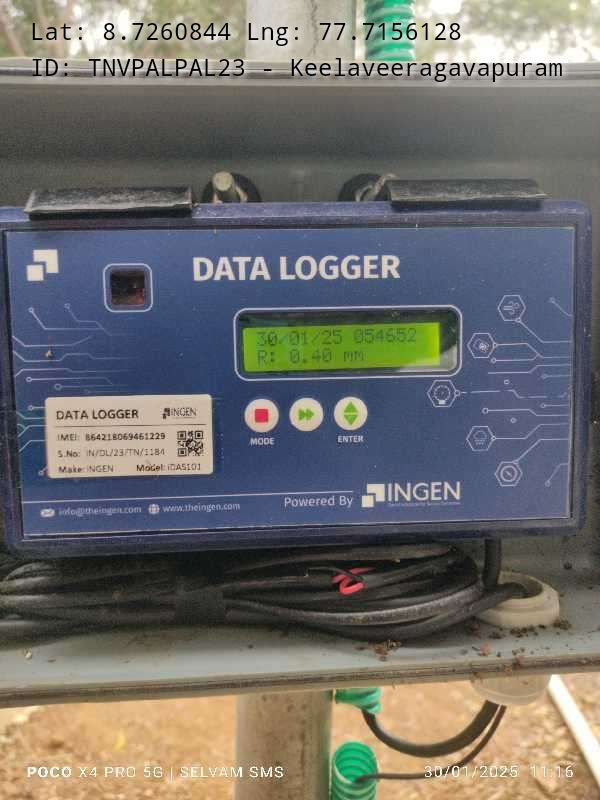 Lat: 8.7260844 Lng: 77.7156128
ID: TNVPALPAL23 - Keelaveeragavapuram
DATA LOGGER
30/01/25 054652
R: 0.40 mm
MODE
ENTER
DATA LOGGER INGEN
IMEI: 864218069461229
S.No: IN/DL/23/TN/1184
Make: INGEN Model: iDAS101
Powered By INGEN
info@theingen.com www.theingen.com
POCO X4 PRO 5G | SELVAM SMS
30/01/2025 11:16